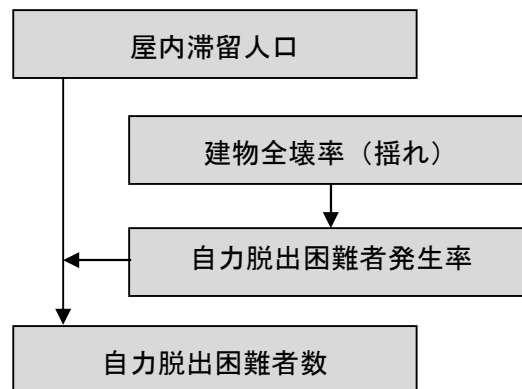 屋内滞留人口
建物全壊率（揺れ）
自力脱出困難者発生率
自力脱出困難者数